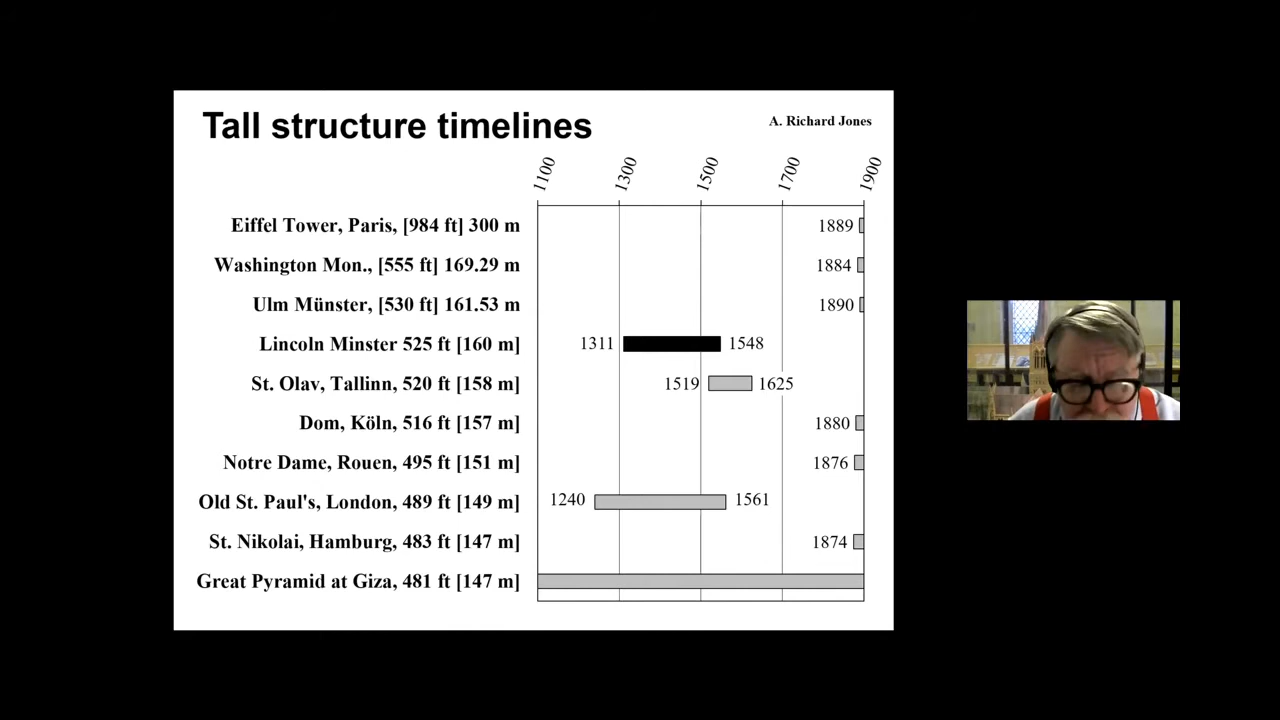 Tall structure timelines
A. Richard Jones
1100 1300 1500 1700 1900
Eiffel Tower, Paris, [984 ft] 300 m 1889
Washington Mon., [555 ft] 169.29 m 1884
Ulm Münster, [530 ft] 161.53 m 1890
Lincoln Minster 525 ft [160 m] 1311 1548
St. Olav, Tallinn, 520 ft [158 m] 1519 1625
Dom, Köln, 516 ft [157 m] 1880
Notre Dame, Rouen, 495 ft [151 m] 1876
Old St. Paul's, London, 489 ft [149 m] 1240 1561
St. Nikolai, Hamburg, 483 ft [147 m] 1874
Great Pyramid at Giza, 481 ft [147 m]